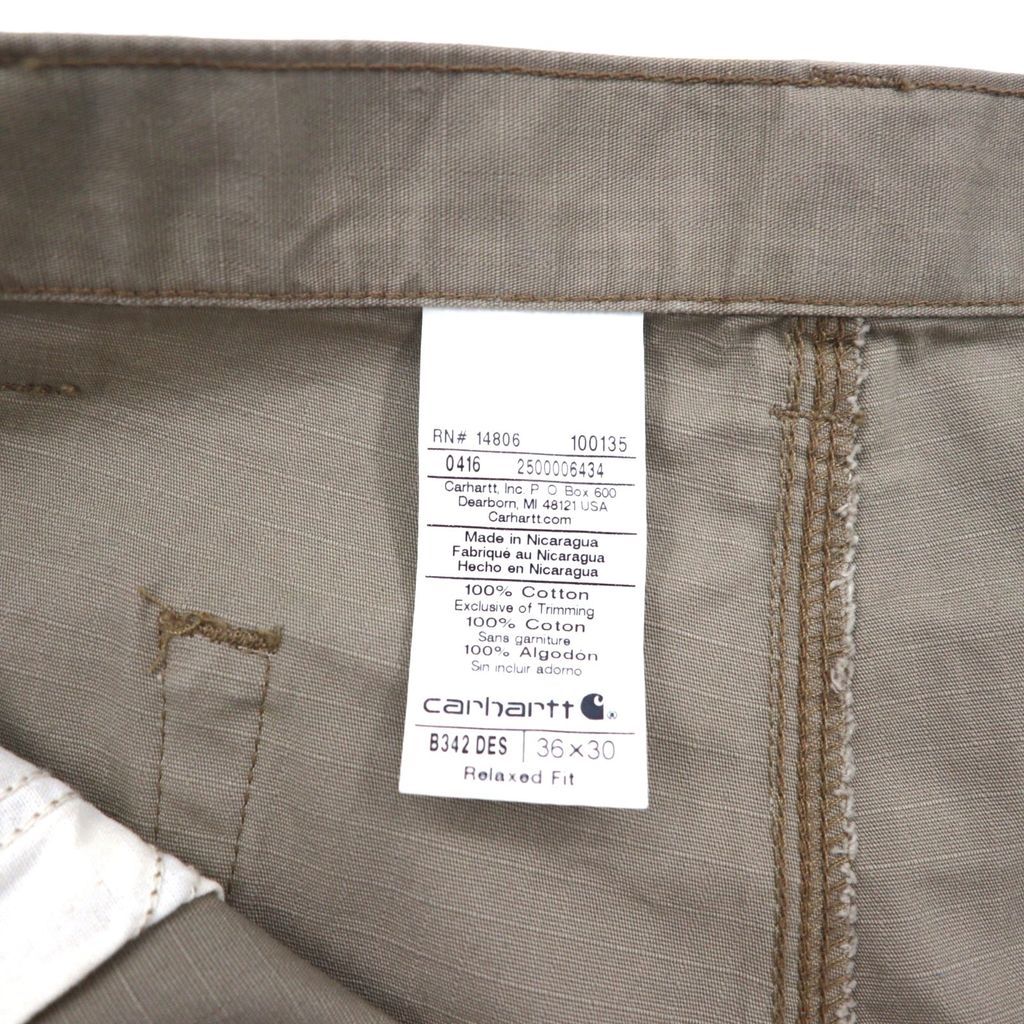 RN# 14806 100135
0416 2500006434
Carhartt, Inc. P O Box 600
Dearborn, MI 48121 USA
Carhartt.com
Made in Nicaragua
Fabriqué au Nicaragua
Hecho en Nicaragua
100% Cotton
Exclusive of Trimming
100% Coton
Sans garniture
100% Algodón
Sin incluir adorno
carhartt ®
B342 DES 36×30
Relaxed Fit